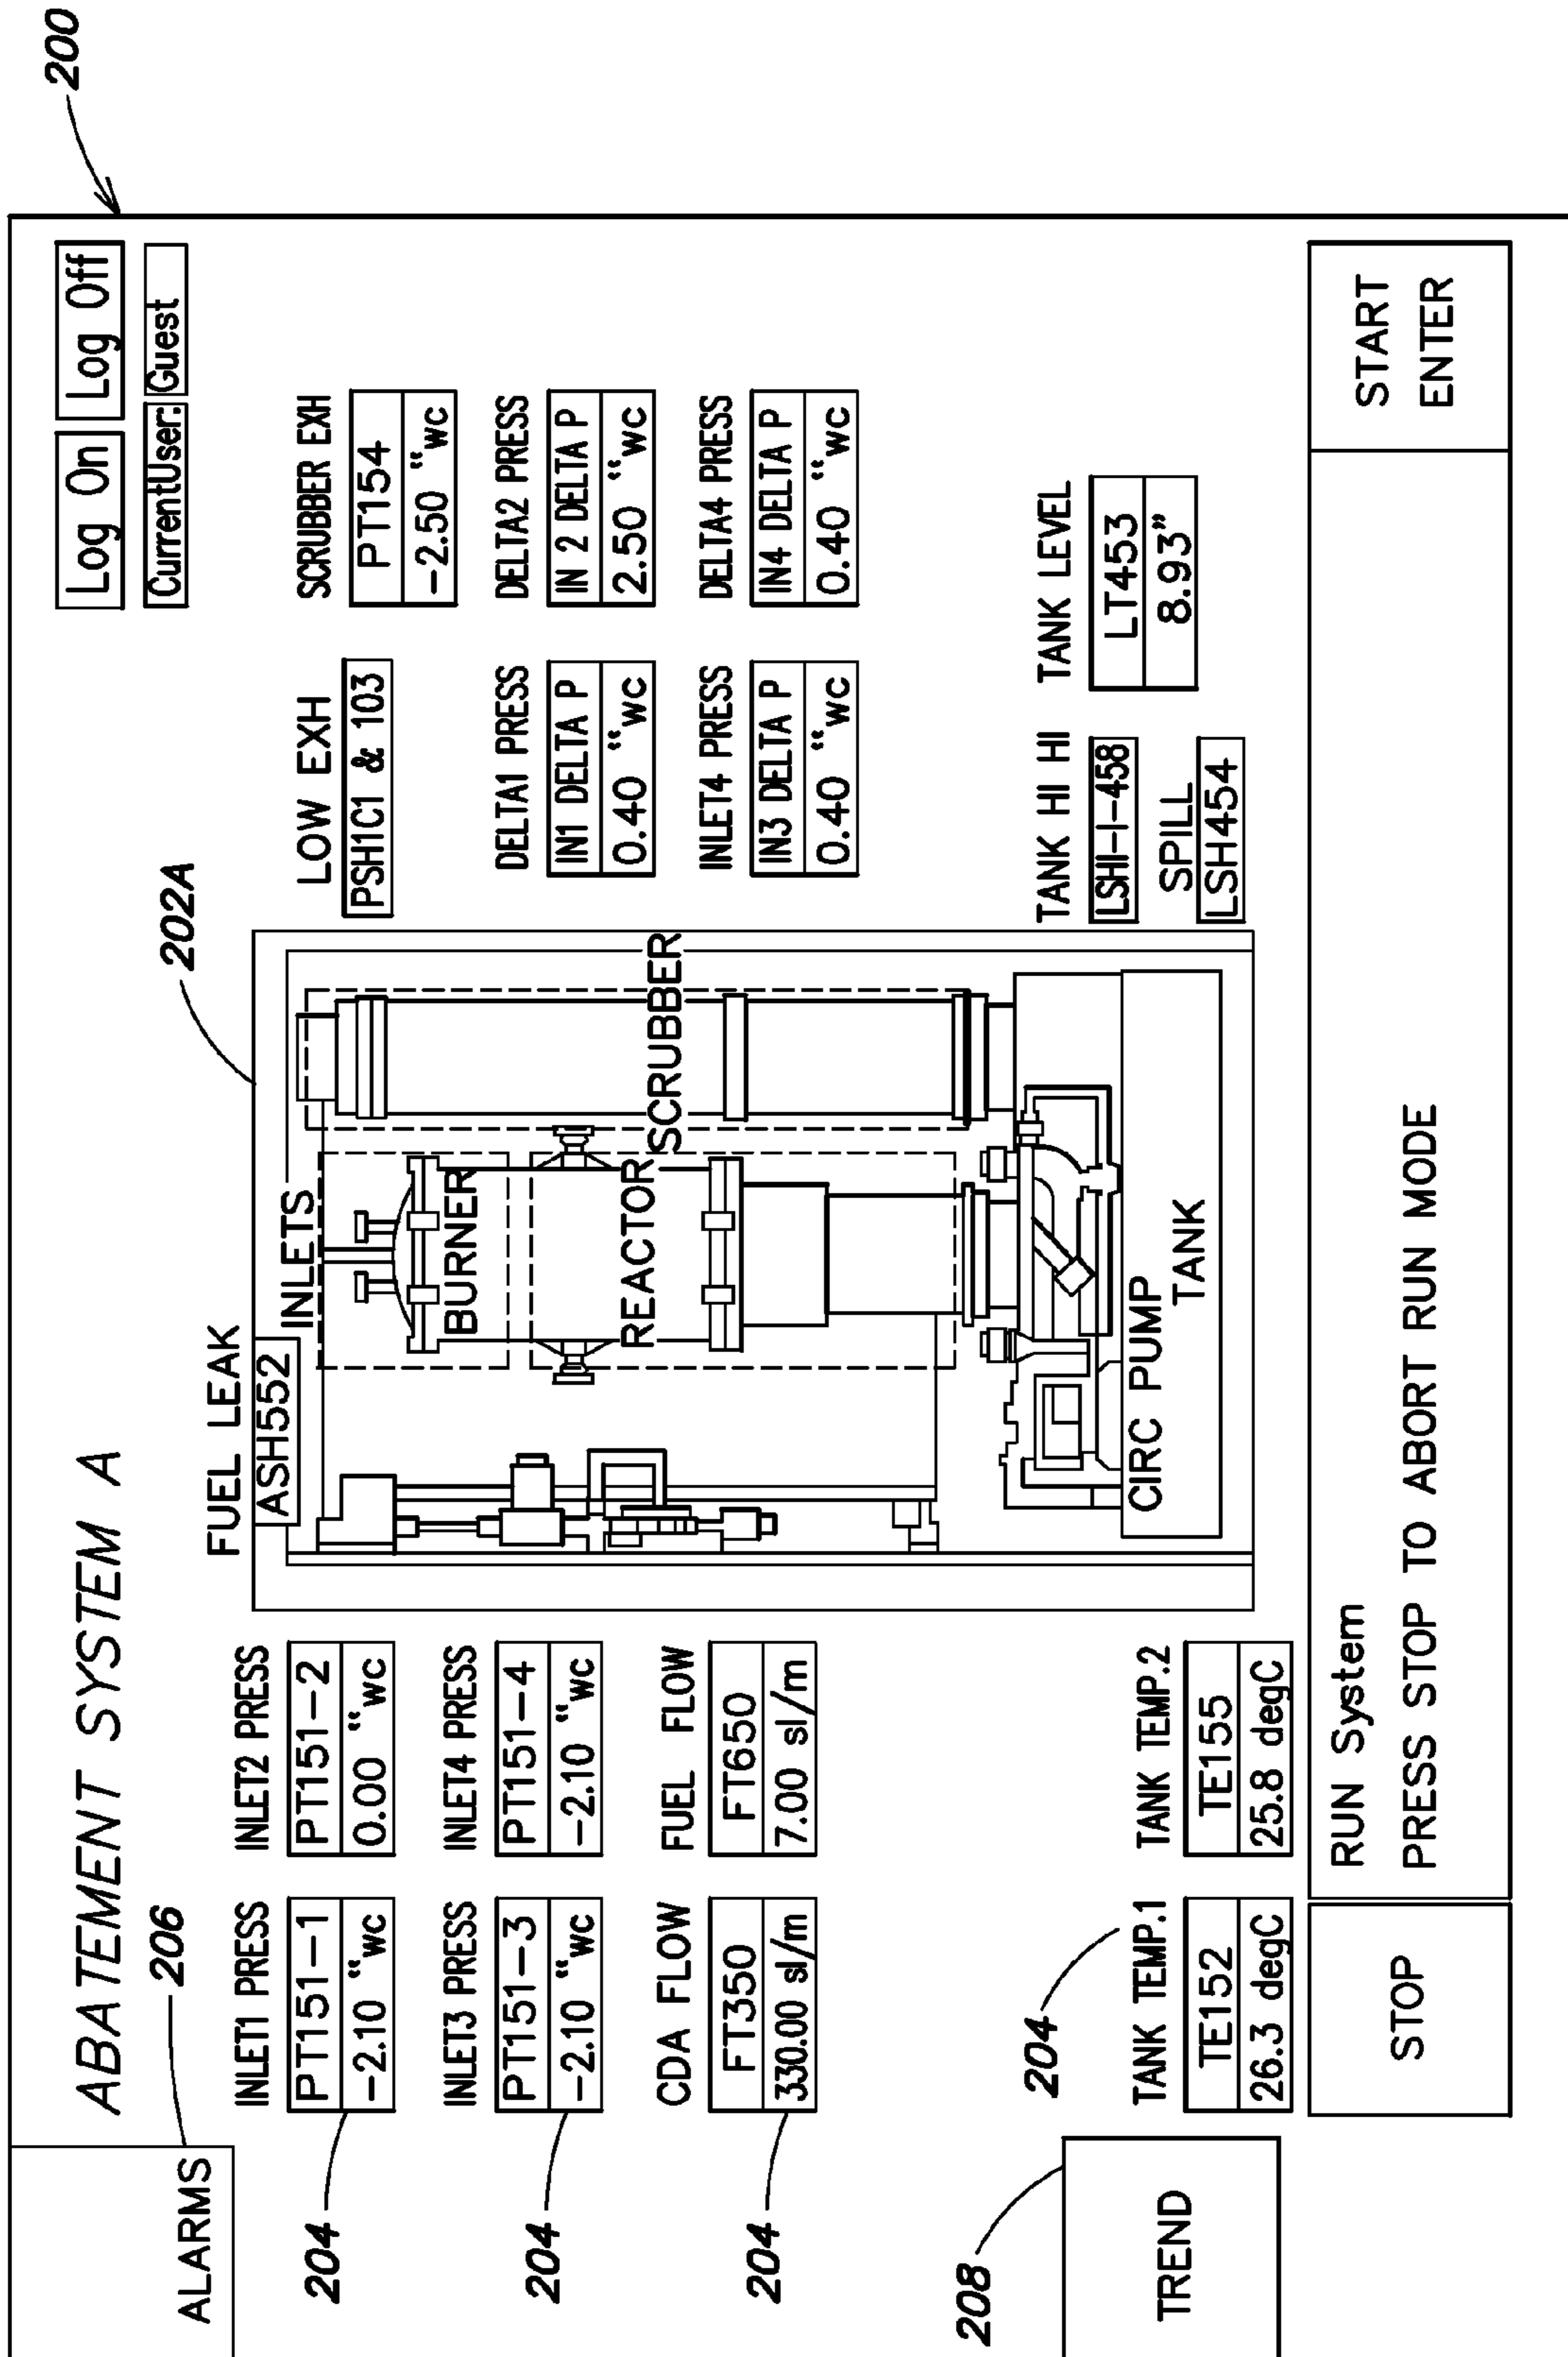 200
ALARMS
206
ABATEMENT SYSTEM A
Log On
Log Off
CurrentUser:
Guest
INLET1 PRESS
PT151-1
-2.10 "wc
INLET2 PRESS
PT151-2
0.00 "wc
FUEL LEAK
ASH552
202A
LOW EXH
PSH1C1 & 103
SCRUBBER EXH
PT154
-2.50 "wc
204
INLET3 PRESS
PT151-3
-2.10 "wc
INLET4 PRESS
PT151-4
-2.10 "wc
INLETS
BURNER
REACTOR
SCRUBBER
DELTA1 PRESS
IN1 DELTA P
0.40 "wc
DELTA2 PRESS
IN 2 DELTA P
2.50 "wc
204
CDA FLOW
FT350
330.00 sl/m
FUEL FLOW
FT650
7.00 sl/m
INLET4 PRESS
IN3 DELTA P
0.40 "wc
DELTA4 PRESS
IN4 DELTA P
0.40 "wc
204
208
TREND
204
TANK TEMP.1
TE152
26.3 degC
TANK TEMP.2
TE155
25.8 degC
CIRC PUMP
TANK
TANK HI HI
LSHI-I-458
SPILL
LSH454
TANK LEVEL
LT453
8.93"
STOP
RUN System
PRESS STOP TO ABORT RUN MODE
START
ENTER